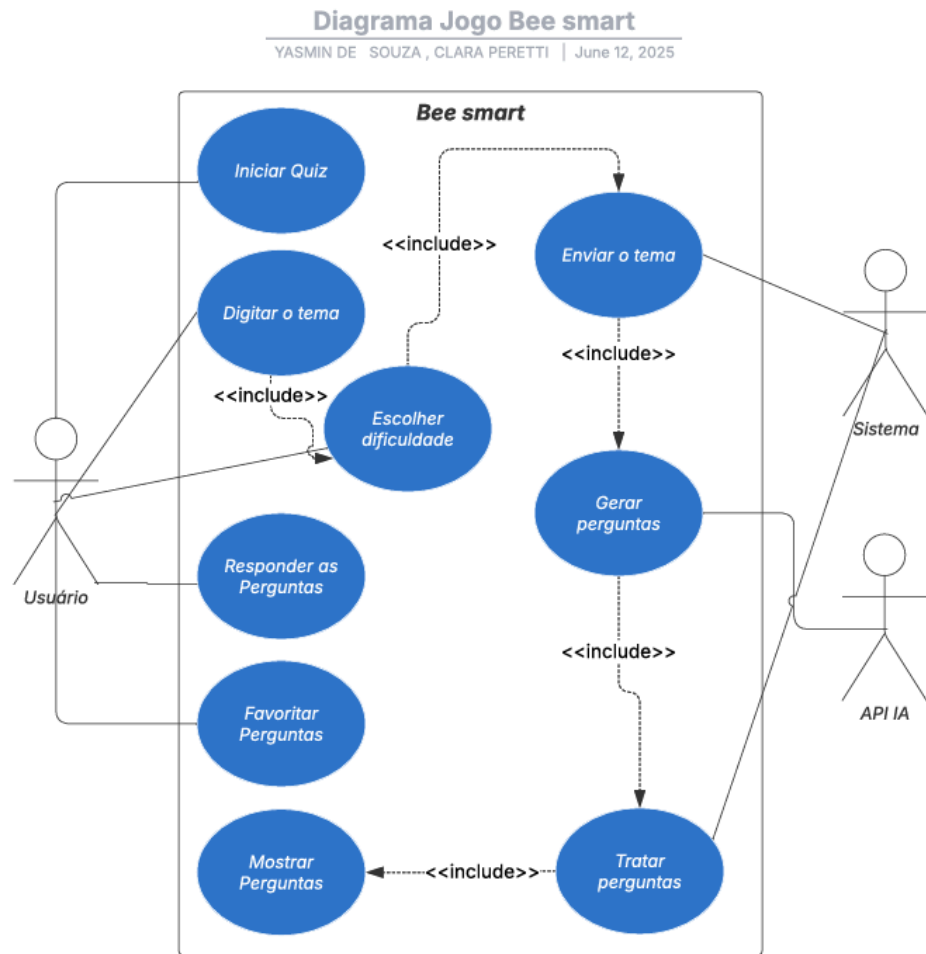 Diagrama Jogo Bee smart
YASMIN DE SOUZA , CLARA PERETTI | June 12, 2025
Bee smart
Iniciar Quiz
<<include>>
Enviar o tema
Digitar o tema
<<include>>
<<include>>
Escolher
dificuldade
Sistema
Gerar
perguntas
Responder as
Perguntas
Usuário
<<include>>
API IA
Favoritar
Perguntas
Mostrar
Perguntas
<<include>>
Tratar
perguntas